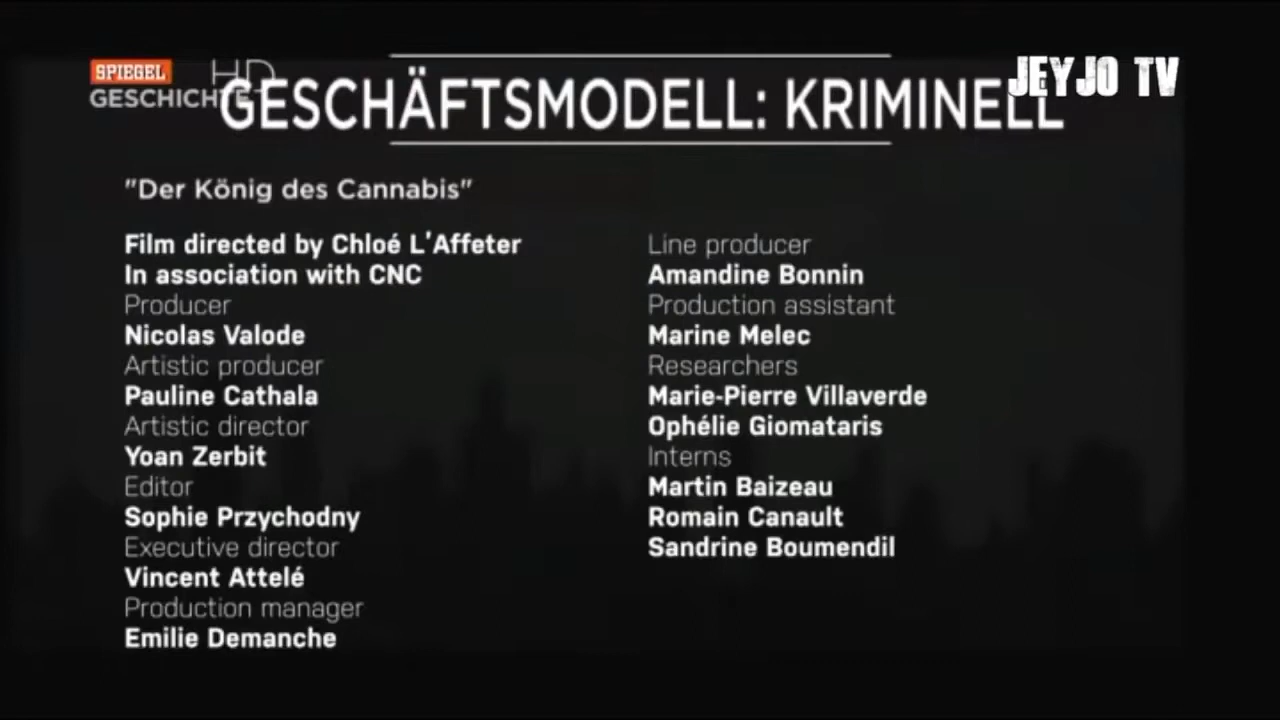 SPIEGEL
GESCHICHTE
HD
JEYJO TV
GESCHÄFTSMODELL: KRIMINELL
"Der König des Cannabis"
Film directed by Chloé L'Affeter
In association with CNC
Producer
Nicolas Valode
Artistic producer
Pauline Cathala
Artistic director
Yoan Zerbit
Editor
Sophie Przychodny
Executive director
Vincent Attelé
Production manager
Emilie Demanche
Line producer
Amandine Bonnin
Production assistant
Marine Melec
Researchers
Marie-Pierre Villaverde
Ophélie Giomataris
Interns
Martin Baizeau
Romain Canault
Sandrine Boumendil